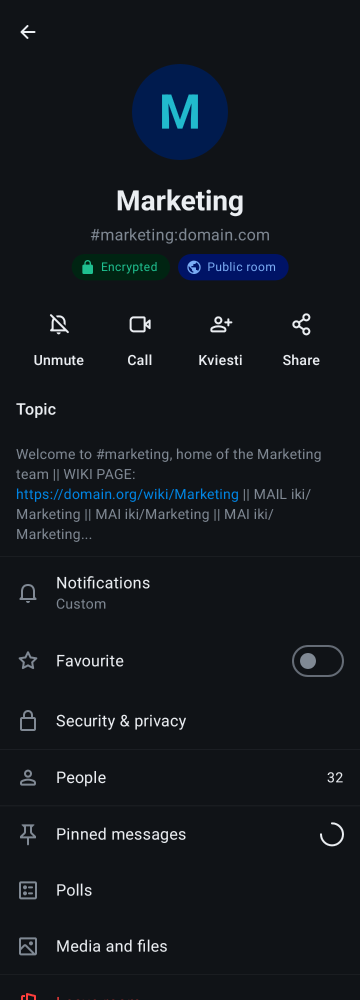 M
Marketing
#marketing:domain.com
Encrypted
Public room
Unmute
Call
Kviesti
Share
Topic
Welcome to #marketing, home of the Marketing
team || WIKI PAGE:
https://domain.org/wiki/Marketing || MAIL iki/
Marketing || MAI iki/Marketing || MAI iki/
Marketing...
Notifications
Custom
Favourite
Security & privacy
People
32
Pinned messages
Polls
Media and files